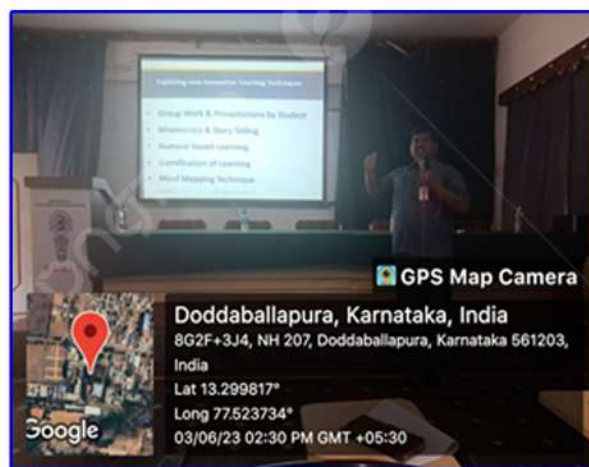 Exploring new Innovative Learning Techniques
• Group Work & Presentations by Student
• Mnemonics & Story Telling
• Humour based Learning
• Gamification of Learning
• Mind Mapping Technique
GPS Map Camera
Doddaballapura, Karnataka, India
8G2F+3J4, NH 207, Doddaballapura, Karnataka 561203,
India
Lat 13.299817°
Long 77.523734°
03/06/23 02:30 PM GMT +05:30
Google